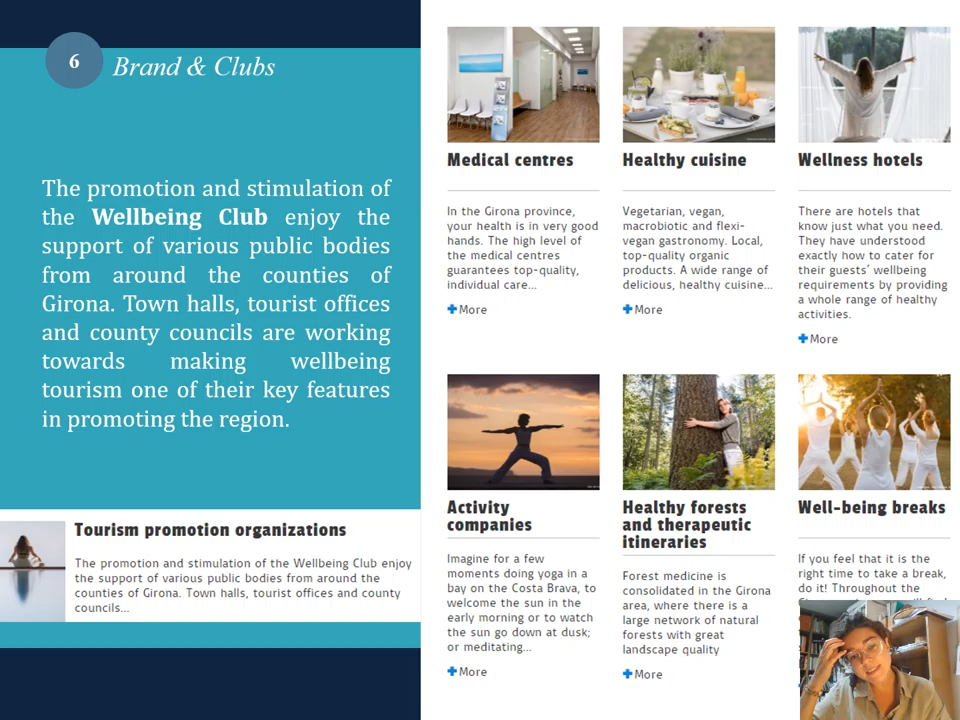 6
Brand & Clubs
The promotion and stimulation of
the Wellbeing Club enjoy the
support of various public bodies
from around the counties of
Girona. Town halls, tourist offices
and county councils are working
towards making wellbeing
tourism one of their key features
in promoting the region.
Tourism promotion organizations
The promotion and stimulation of the Wellbeing Club enjoy
the support of various public bodies from around the
counties of Girona. Town halls, tourist offices and county
councils...
Medical centres
In the Girona province,
your health is in very good
hands. The high level of
the medical centres
guarantees top-quality,
individual care...
More
Healthy cuisine
Vegetarian, vegan,
macrobiotic and flexi-
vegan gastronomy. Local,
top-quality organic
products. A wide range of
delicious, healthy cuisine...
More
Wellness hotels
There are hotels that
know just what you need.
They have understood
exactly how to cater for
their guests' wellbeing
requirements by providing
a whole range of healthy
activities.
More
Activity
companies
Imagine for a few
moments doing yoga in a
bay on the Costa Brava, to
welcome the sun in the
early morning or to watch
the sun go down at dusk;
or meditating...
More
Healthy forests
and therapeutic
itineraries
Forest medicine is
consolidated in the Girona
area, where there is a
large network of natural
forests with great
landscape quality
More
Well-being breaks
If you feel that it is the
right time to take a break,
do it! Throughout the